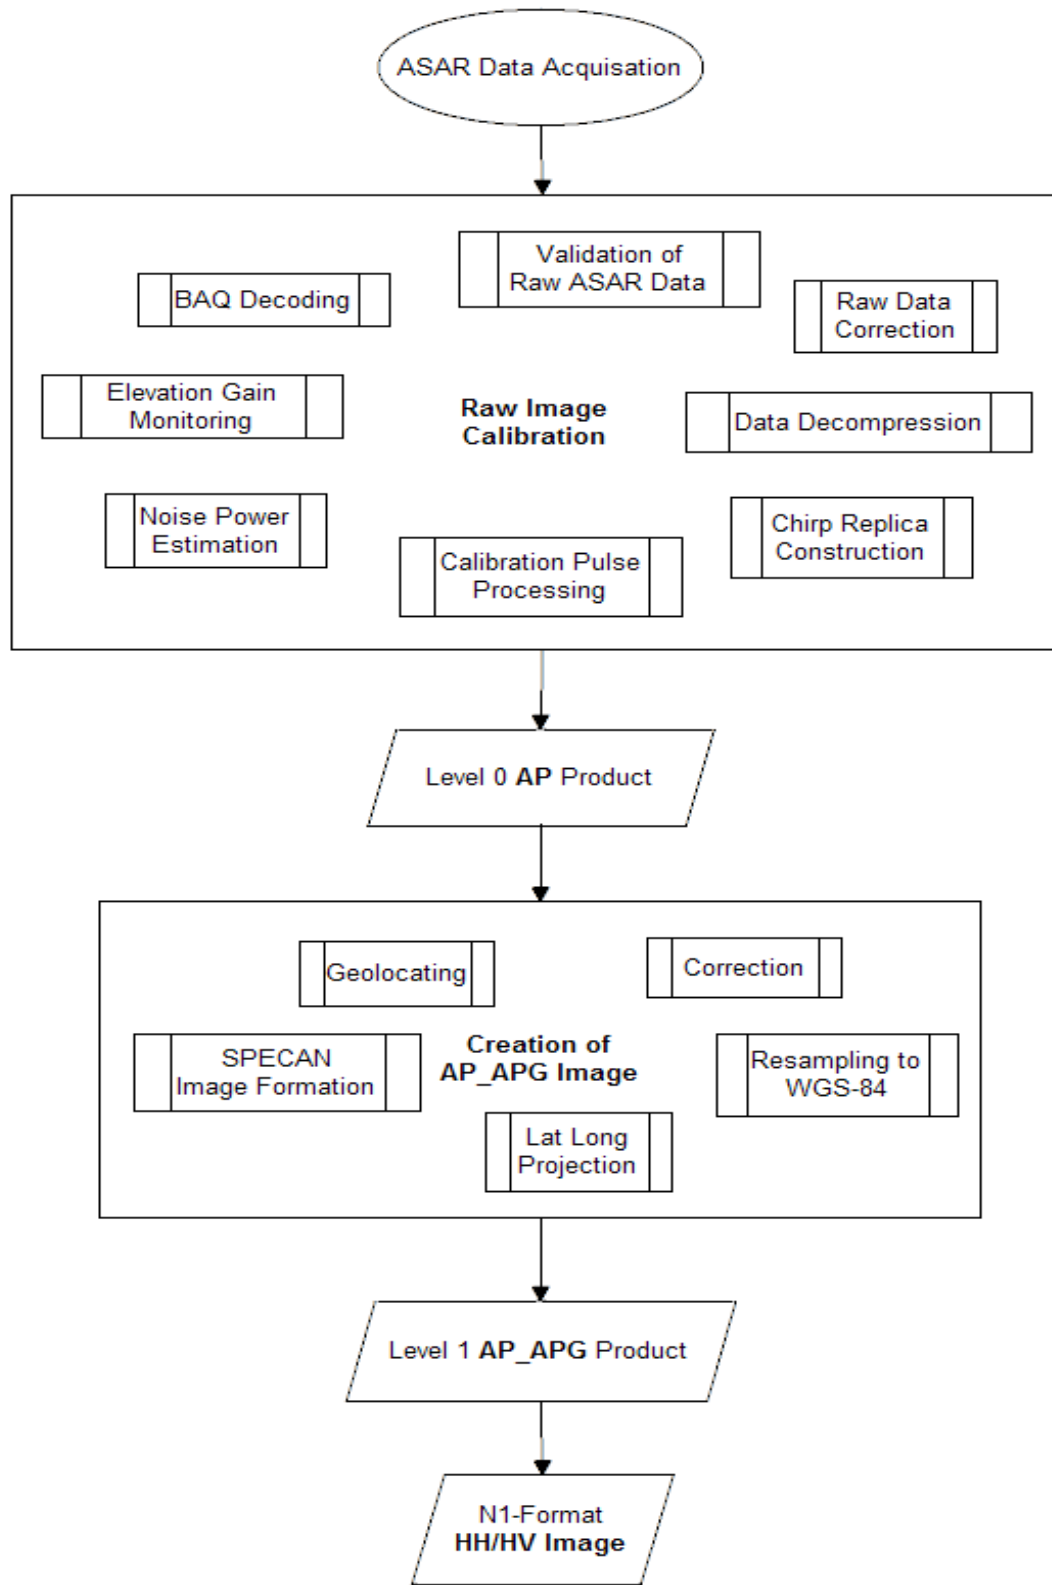 ASAR Data Acquisation
Validation of
Raw ASAR Data
BAQ Decoding
Raw Data
Correction
Elevation Gain
Monitoring
Raw Image
Calibration
Data Decompression
Noise Power
Estimation
Chirp Replica
Construction
Calibration Pulse
Processing
Level 0 AP Product
Geolocating
Correction
SPECAN
Image Formation
Creation of
AP_APG Image
Resampling to
WGS-84
Lat Long
Projection
Level 1 AP_APG Product
N1-Format
HH/HV Image